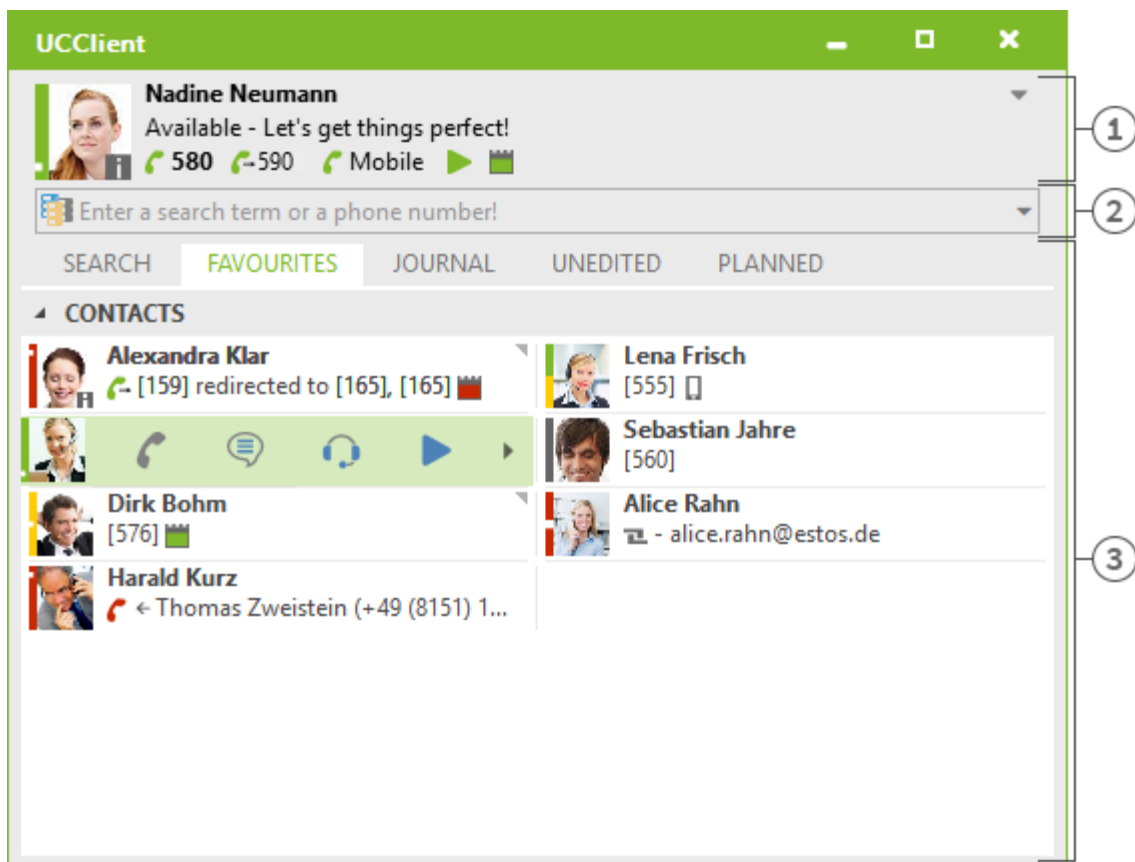 UCClient
Nadine Neumann
Available - Let's get things perfect!
580 590 Mobile
1
Enter a search term or a phone number!
2
SEARCH FAVOURITES JOURNAL UNEDITED PLANNED
CONTACTS
Alexandra Klar
[159] redirected to [165], [165]
Lena Frisch
[555]
Sebastian Jahre
[560]
Dirk Bohm
[576]
Alice Rahn
- alice.rahn@estos.de
3
Harald Kurz
← Thomas Zweistein (+49 (8151) 1...